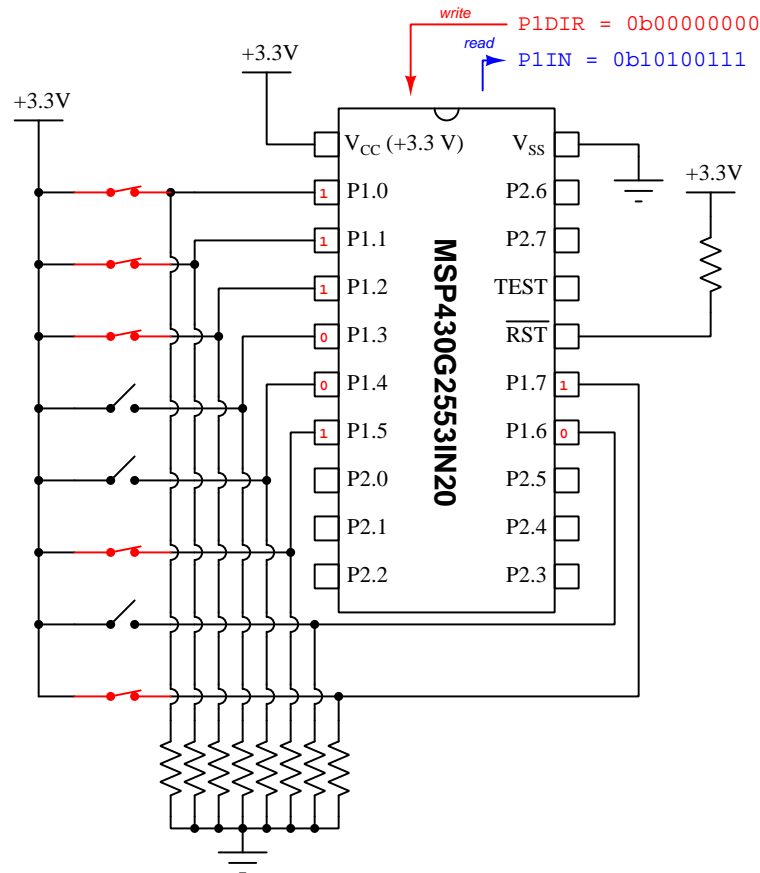 write
P1DIR = 0b00000000
read
P1IN = 0b10100111
+3.3V
+3.3V
+3.3V
VCC (+3.3 V)
VSS
1 P1.0
P2.6
1 P1.1
P2.7
1 P1.2
TEST
0 P1.3
RST
0 P1.4
P1.7 1
1 P1.5
P1.6 0
P2.0
P2.5
P2.1
P2.4
P2.2
P2.3
MSP430G2553IN20